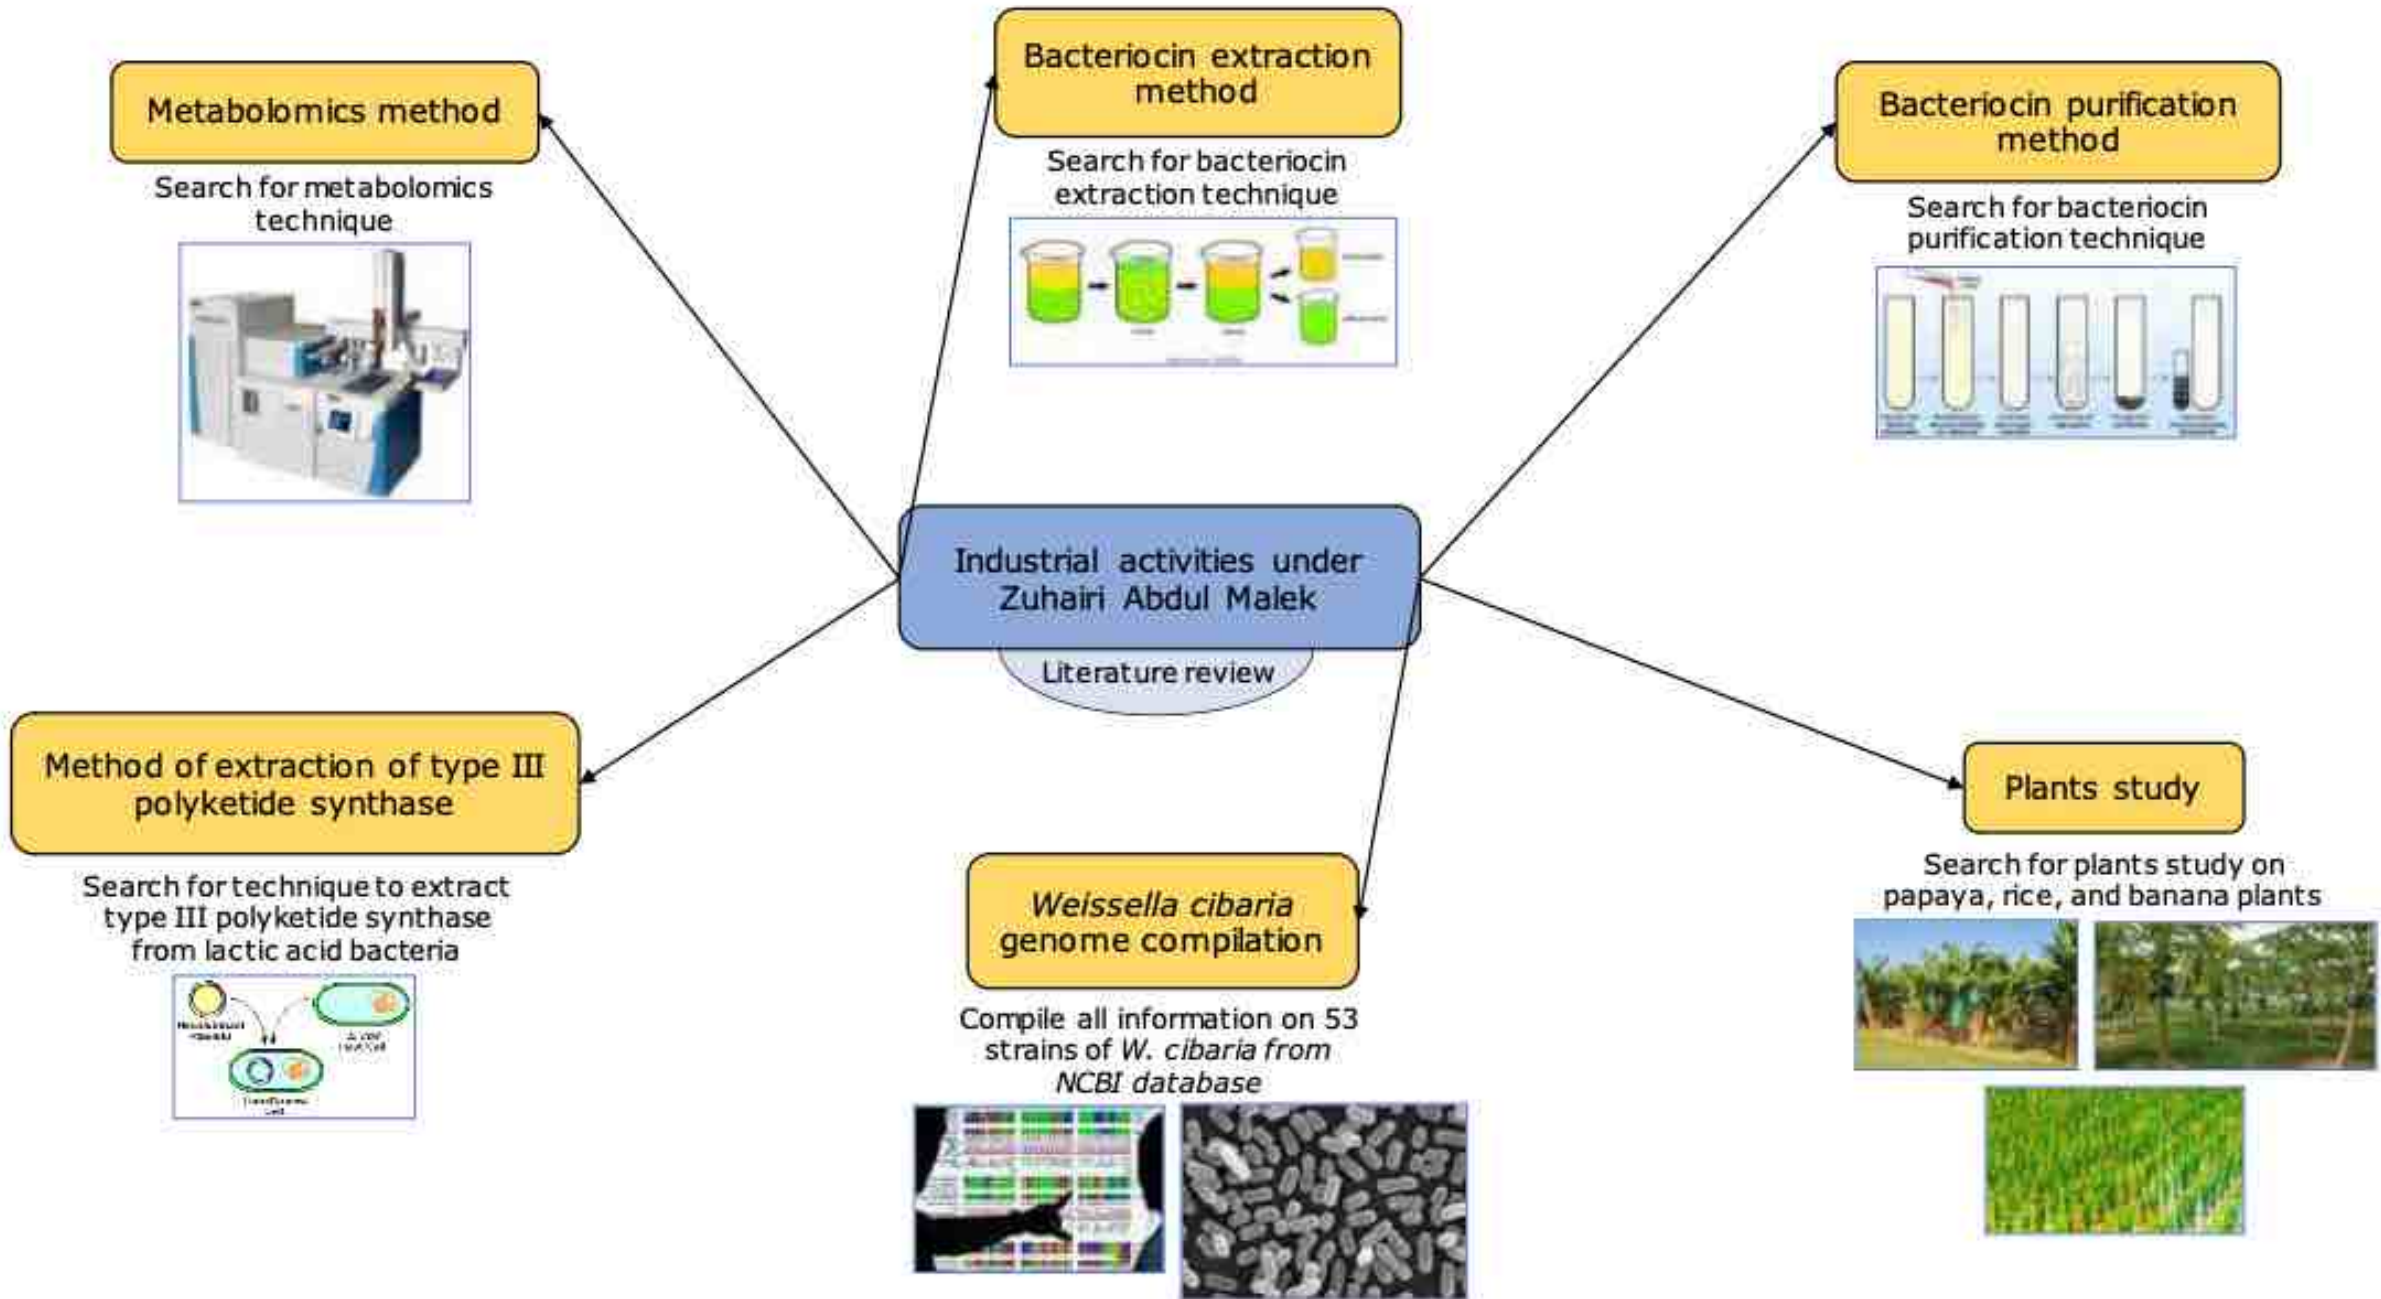 Metabolomics method
Search for metabolomics
technique
Bacteriocin extraction
method
Search for bacteriocin
extraction technique
Bacteriocin purification
method
Search for bacteriocin
purification technique
Industrial activities under
Zuhairi Abdul Malek
Literature review
Method of extraction of type III
polyketide synthase
Search for technique to extract
type III polyketide synthase
from lactic acid bacteria
Weissella cibaria
genome compilation
Compile all information on 53
strains of W. cibaria from
NCBI database
Plants study
Search for plants study on
papaya, rice, and banana plants